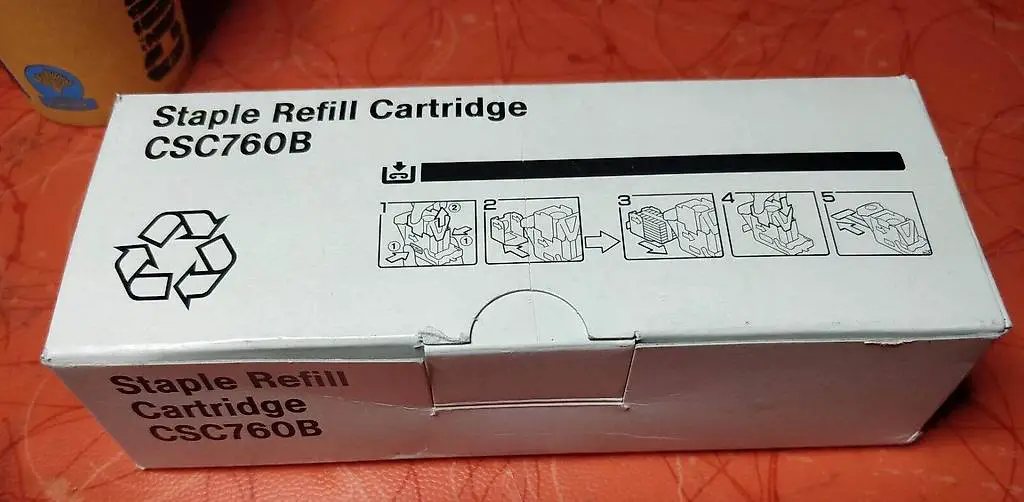 Staple Refill Cartridge
CSC760B
1
2
3
4
5
Staple Refill
Cartridge
CSC760B